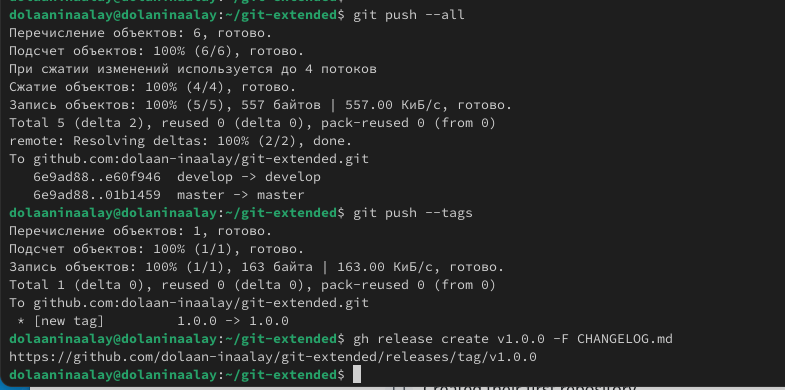 dolaaninaalay@dolaninaalay:~/git-extended$ git push --all
Перечисление объектов: 6, готово.
Подсчет объектов: 100% (6/6), готово.
При сжатии изменений используется до 4 потоков
Сжатие объектов: 100% (4/4), готово.
Запись объектов: 100% (5/5), 557 байтов | 557.00 КиБ/с, готово.
Total 5 (delta 2), reused 0 (delta 0), pack-reused 0 (from 0)
remote: Resolving deltas: 100% (2/2), done.
To github.com:dolaan-inaalay/git-extended.git
   6e9ad88..e60f946  develop -> develop
   6e9ad88..01b1459  master -> master
dolaaninaalay@dolaninaalay:~/git-extended$ git push --tags
Перечисление объектов: 1, готово.
Подсчет объектов: 100% (1/1), готово.
Запись объектов: 100% (1/1), 163 байта | 163.00 КиБ/с, готово.
Total 1 (delta 0), reused 0 (delta 0), pack-reused 0 (from 0)
To github.com:dolaan-inaalay/git-extended.git
 * [new tag]         1.0.0 -> 1.0.0
dolaaninaalay@dolaninaalay:~/git-extended$ gh release create v1.0.0 -F CHANGELOG.md
https://github.com/dolaan-inaalay/git-extended/releases/tag/v1.0.0
dolaaninaalay@dolaninaalay:~/git-extended$
Created their first repository